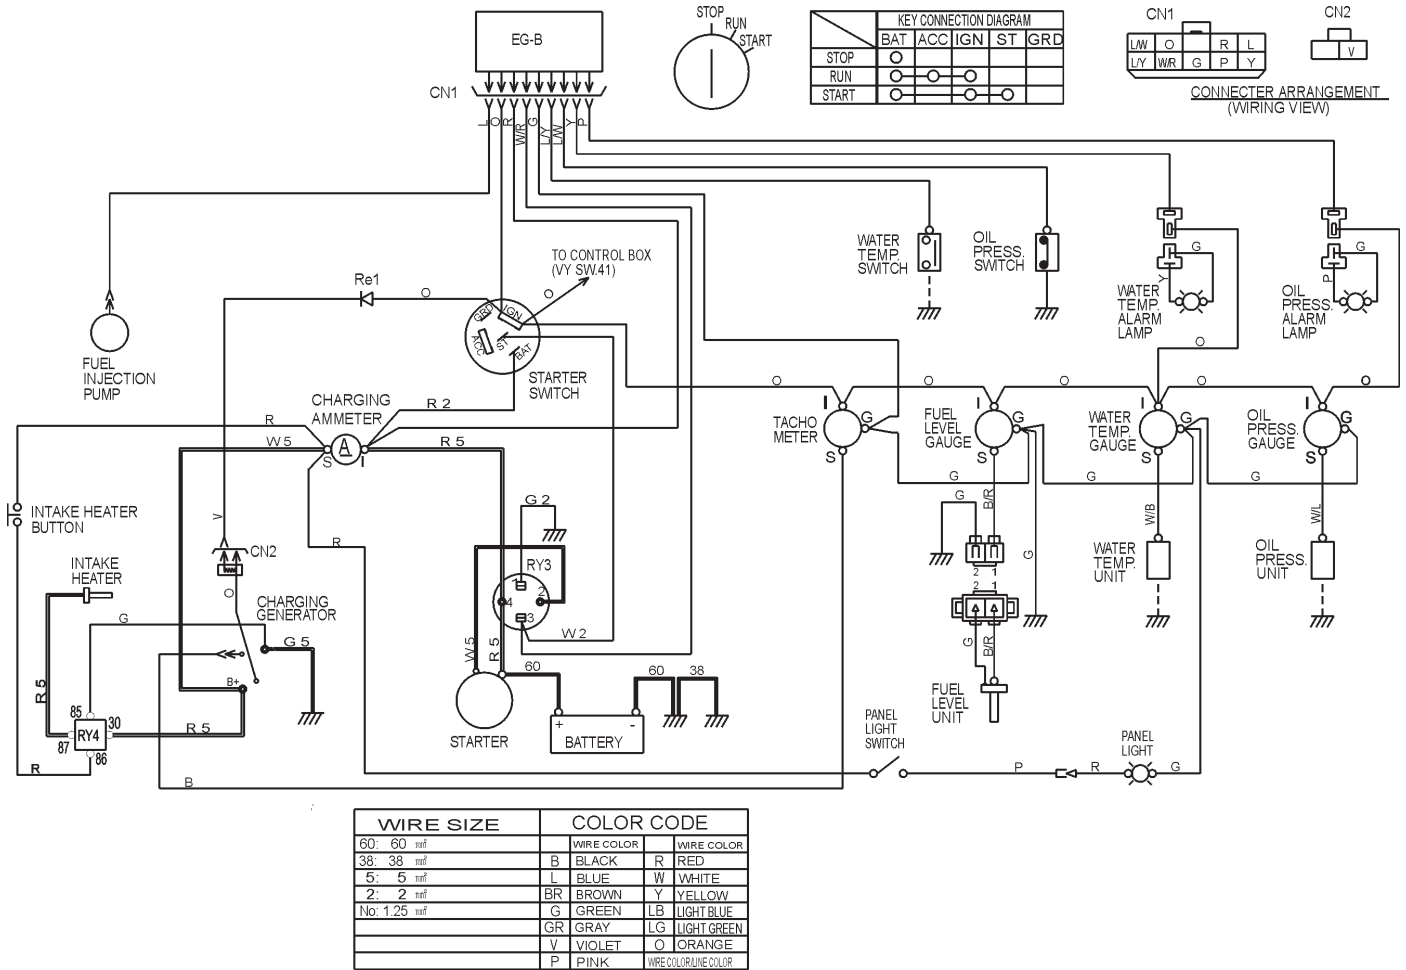 EG-B
CN1
L
O
R
W/R
G
L/Y
L/W
Y
P
STOP
RUN
START
KEY CONNECTION DIAGRAM
BAT ACC IGN ST GRD
STOP
RUN
START
CN1
L/W O R L
L/Y W/R G P Y
CN2
V
CONNECTER ARRANGEMENT
(WIRING VIEW)
TO CONTROL BOX
(VY SW.41)
Re1
O
O
GRD
IGN
ACC
ST
BAT
STARTER
SWITCH
FUEL
INJECTION
PUMP
WATER
TEMP.
SWITCH
OIL
PRESS.
SWITCH
G
Y
WATER
TEMP.
ALARM
LAMP
G
P
OIL
PRESS.
ALARM
LAMP
O
CHARGING
AMMETER
R 2
R
W 5
A
S
I
R 5
O
O
O
O
O
I
G
S
TACHO
METER
I
G
S
FUEL
LEVEL
GAUGE
I
G
S
WATER
TEMP.
GAUGE
I
G
S
OIL
PRESS.
GAUGE
G
G
G
INTAKE HEATER
BUTTON
V
R
CN2
O
G 2
RY3
1
2
3
4
W 2
W 5
R 5
G
B/R
2 1
2 1
G
G
B/R
FUEL
LEVEL
UNIT
W/B
WATER
TEMP.
UNIT
W/L
OIL
PRESS.
UNIT
INTAKE
HEATER
CHARGING
GENERATOR
G
G 5
B+
R 5
85
30
RY4
87
86
R 5
R
B
STARTER
60
60
38
+ -
BATTERY
PANEL
LIGHT
SWITCH
PANEL
LIGHT
P
R
G
WIRE SIZE
60: 60 mm²
38: 38 mm²
5: 5 mm²
2: 2 mm²
No: 1.25 mm²
COLOR CODE
WIRE COLOR WIRE COLOR
B BLACK R RED
L BLUE W WHITE
BR BROWN Y YELLOW
G GREEN LB LIGHT BLUE
GR GRAY LG LIGHT GREEN
V VIOLET O ORANGE
P PINK WIRE COLOR/LINE COLOR